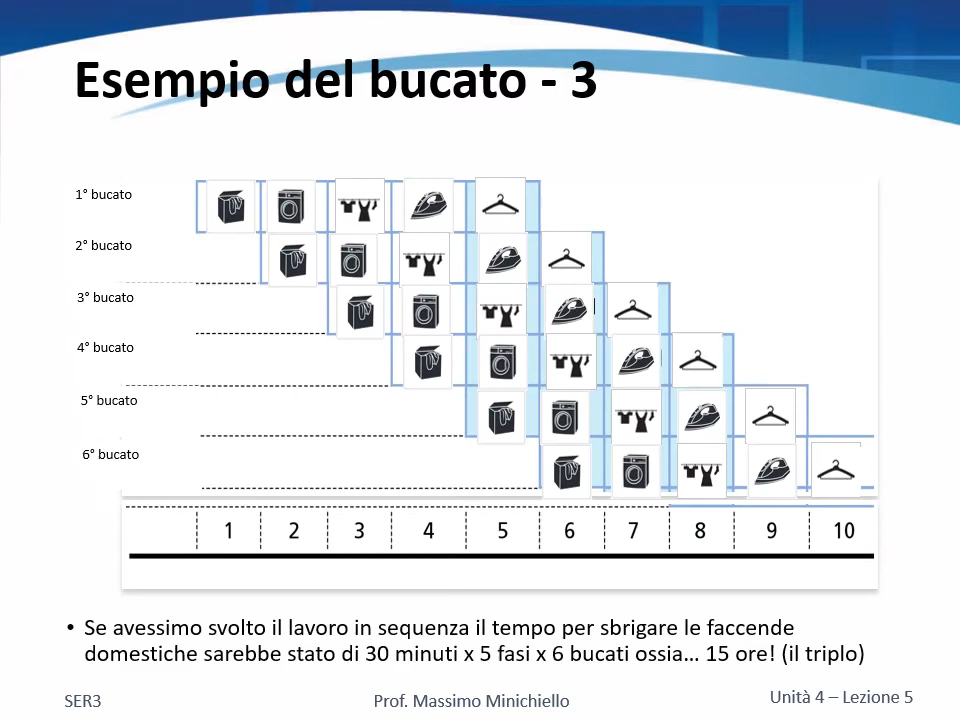 Esempio del bucato - 3
1° bucato
2° bucato
3° bucato
4° bucato
5° bucato
6° bucato
1 2 3 4 5 6 7 8 9 10
• Se avessimo svolto il lavoro in sequenza il tempo per sbrigare le faccende
domestiche sarebbe stato di 30 minuti x 5 fasi x 6 bucati ossia... 15 ore! (il triplo)
SER3 Prof. Massimo Minichiello Unità 4 – Lezione 5